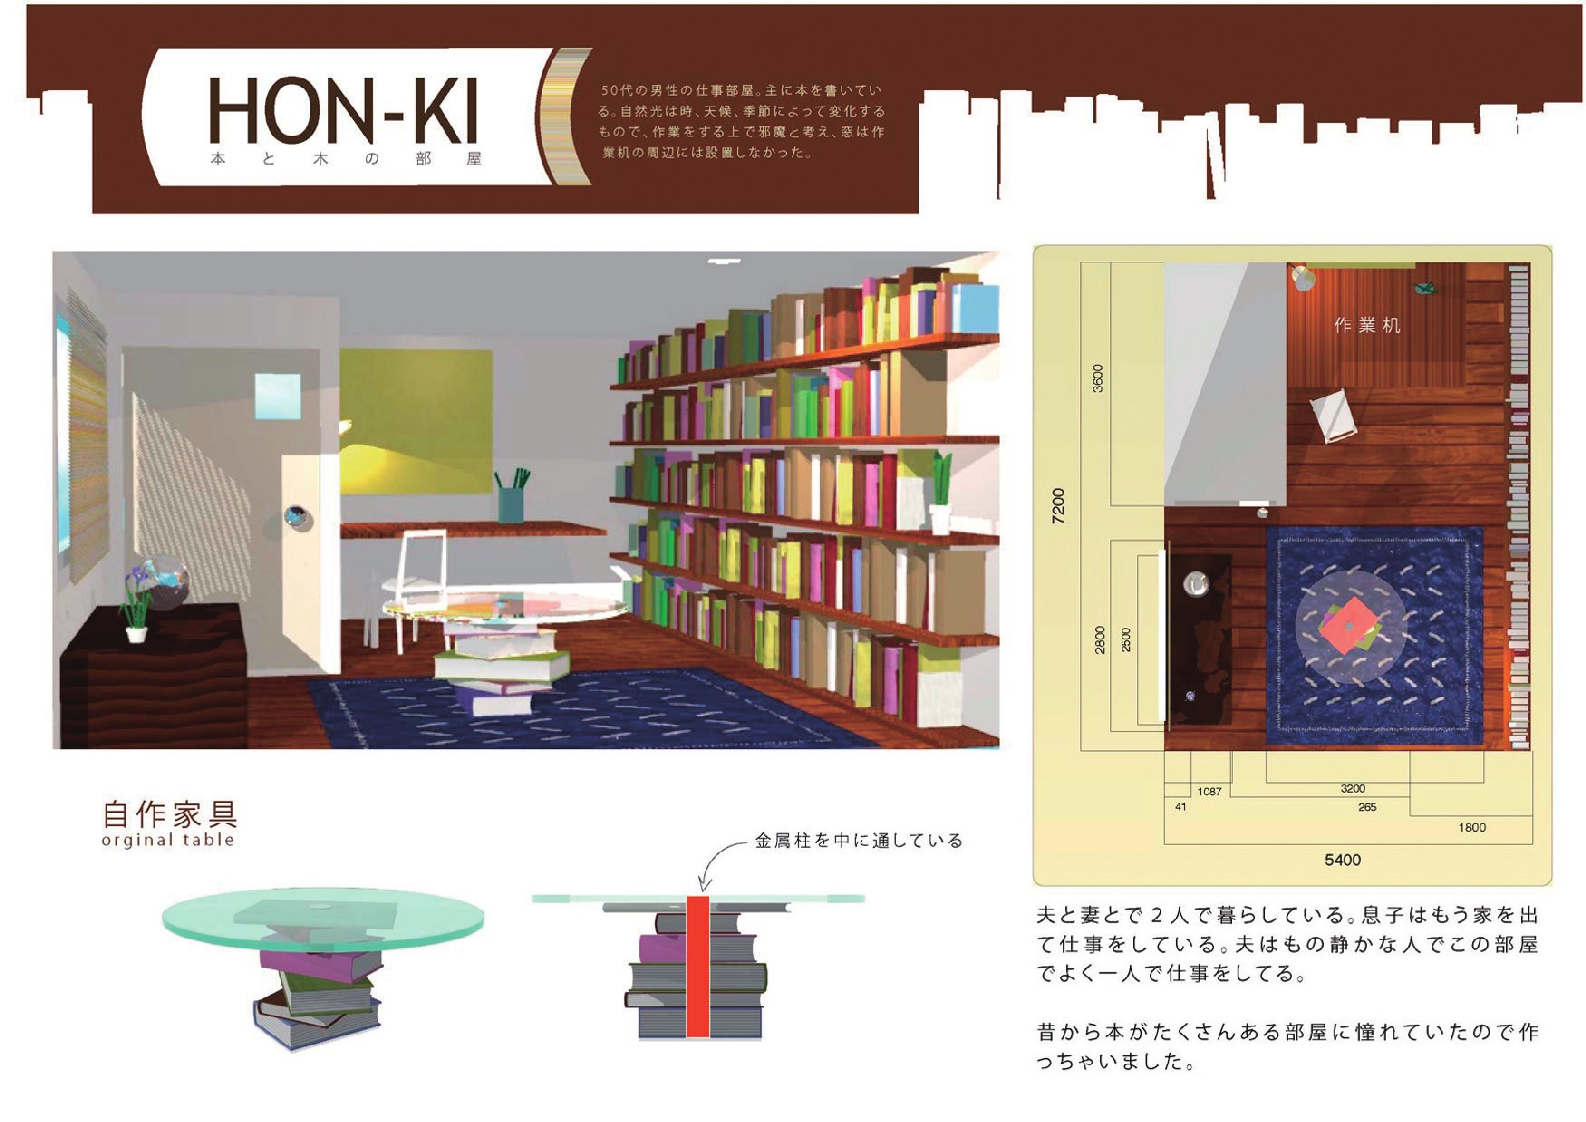 HON-KI
本と木の部屋
50代の男性の仕事部屋。主に本を書いてい
る。自然光は時、天候、季節によって変化する
もので、作業をする上で邪魔と考え、窓は作
業机の周辺には設置しなかった。
作業机
3600
7200
2800
2500
1087
3200
41
265
1800
5400
自作家具
orginal table
金属柱を中に通している
夫と妻とで2人で暮らしている。息子はもう家を出
て仕事をしている。夫はもの静かな人でこの部屋
でよく一人で仕事をしてる。
昔から本がたくさんある部屋に憧れていたので作
っちゃいました。